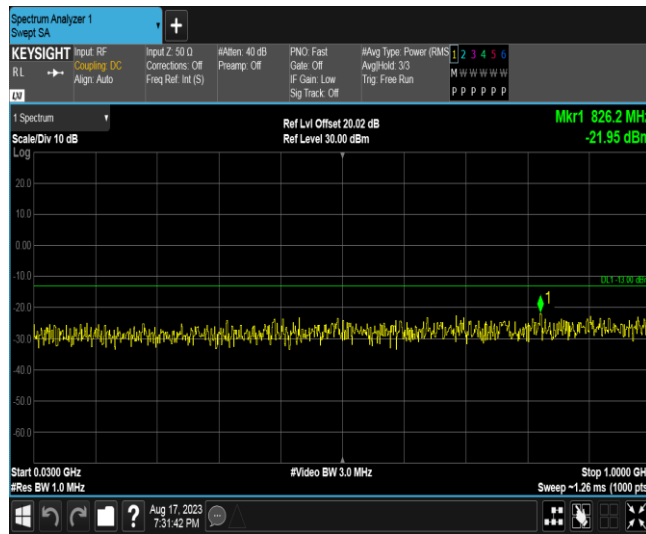 Spectrum Analyzer 1
Swept SA
+
KEYSIGHT
RL
LXI
Input: RF
Coupling: DC
Align: Auto
Input Z: 50 Ω
Corrections: Off
Freq Ref: Int (S)
#Atten: 40 dB
Preamp: Off
PNO: Fast
Gate: Off
IF Gain: Low
Sig Track: Off
#Avg Type: Power (RMS
Avg|Hold: 3/3
Trig: Free Run
1 2 3 4 5 6
M W W W W W
P P P P P P
1 Spectrum
Scale/Div 10 dB
Ref Lvl Offset 20.02 dB
Ref Level 30.00 dBm
Mkr1 826.2 MHz
-21.95 dBm
Log
20.0
10.0
0.00
-10.0
DL1 -13.00 dB
1
-20.0
-30.0
-40.0
-50.0
-60.0
Start 0.0300 GHz
#Res BW 1.0 MHz
#Video BW 3.0 MHz
Stop 1.0000 GH
Sweep ~1.26 ms (1000 pts
?
Aug 17, 2023
7:31:42 PM